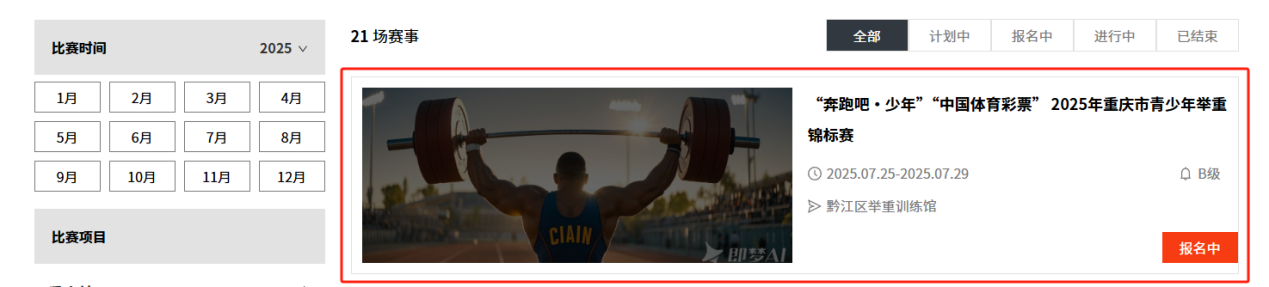 比赛时间
2025
1月
2月
3月
4月
5月
6月
7月
8月
9月
10月
11月
12月
比赛项目
21 场赛事
全部
计划中
报名中
进行中
已结束
CIAIN
即梦AI
“奔跑吧·少年”“中国体育彩票” 2025年重庆市青少年举重
锦标赛
2025.07.25-2025.07.29
B级
黔江区举重训练馆
报名中